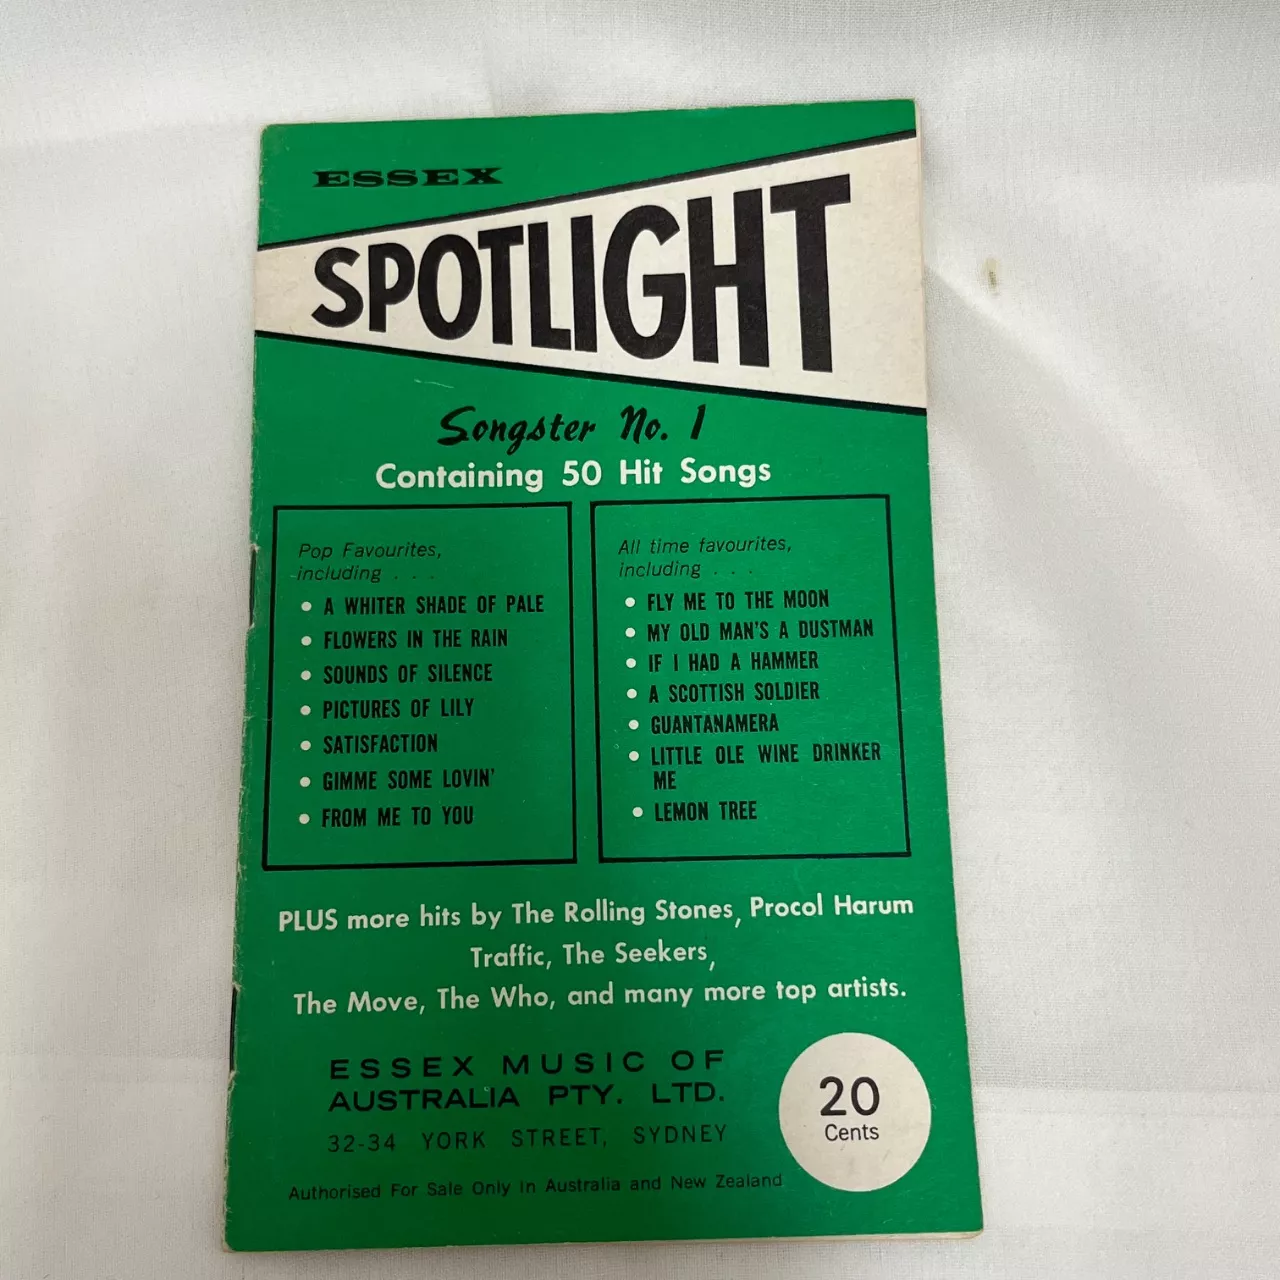 ESSEX
SPOTLIGHT
Songster No. 1
Containing 50 Hit Songs
Pop Favourites,
including . . .
• A WHITER SHADE OF PALE
• FLOWERS IN THE RAIN
• SOUNDS OF SILENCE
• PICTURES OF LILY
• SATISFACTION
• GIMME SOME LOVIN'
• FROM ME TO YOU
All time favourites,
including . . .
• FLY ME TO THE MOON
• MY OLD MAN'S A DUSTMAN
• IF I HAD A HAMMER
• A SCOTTISH SOLDIER
• GUANTANAMERA
• LITTLE OLE WINE DRINKER
ME
• LEMON TREE
PLUS more hits by The Rolling Stones, Procol Harum
Traffic, The Seekers,
The Move, The Who, and many more top artists.
ESSEX MUSIC OF
AUSTRALIA PTY. LTD.
32-34 YORK STREET, SYDNEY
20
Cents
Authorised For Sale Only In Australia and New Zealand